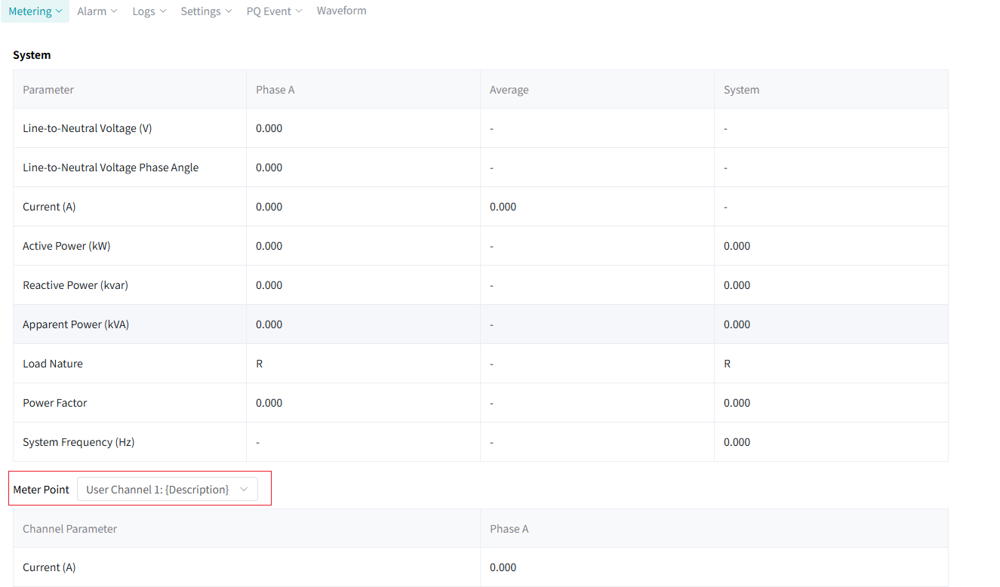 Metering Alarm Logs Settings PQ Event Waveform
System
Parameter Phase A Average System
Line-to-Neutral Voltage (V) 0.000 - -
Line-to-Neutral Voltage Phase Angle 0.000 - -
Current (A) 0.000 0.000 -
Active Power (kW) 0.000 - 0.000
Reactive Power (kvar) 0.000 - 0.000
Apparent Power (kVA) 0.000 - 0.000
Load Nature R - R
Power Factor 0.000 - 0.000
System Frequency (Hz) - - 0.000
Meter Point User Channel 1: {Description}
Channel Parameter Phase A
Current (A) 0.000